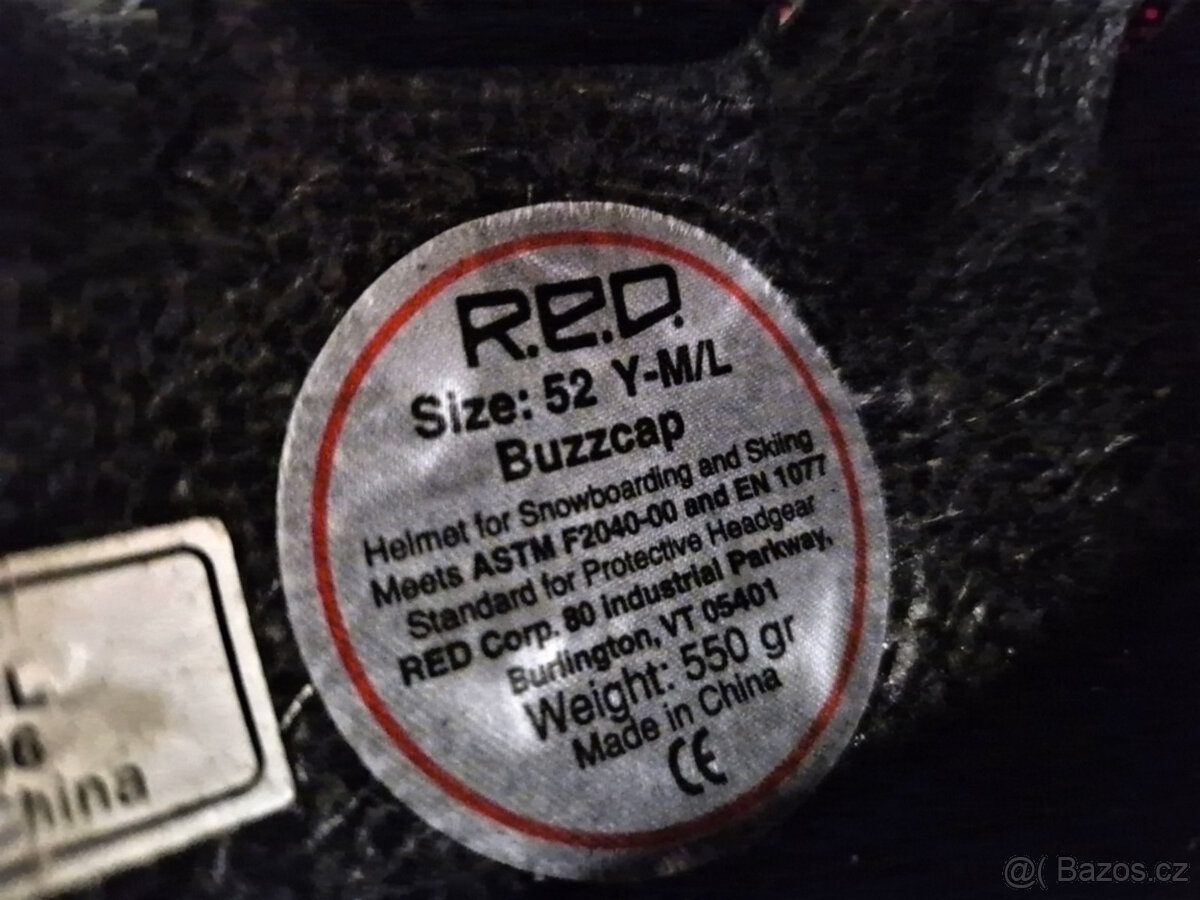 R.E.D.
Size: 52 Y-M/L
Buzzcap
Helmet for Snowboarding and Skiing
Meets ASTM F2040-00 and EN 1077
Standard for Protective Headgear
RED Corp. 80 Industrial Parkway,
Burlington, VT 05401
Weight: 550 gr
Made in China
CE
L
hina
@( Bazos.cz